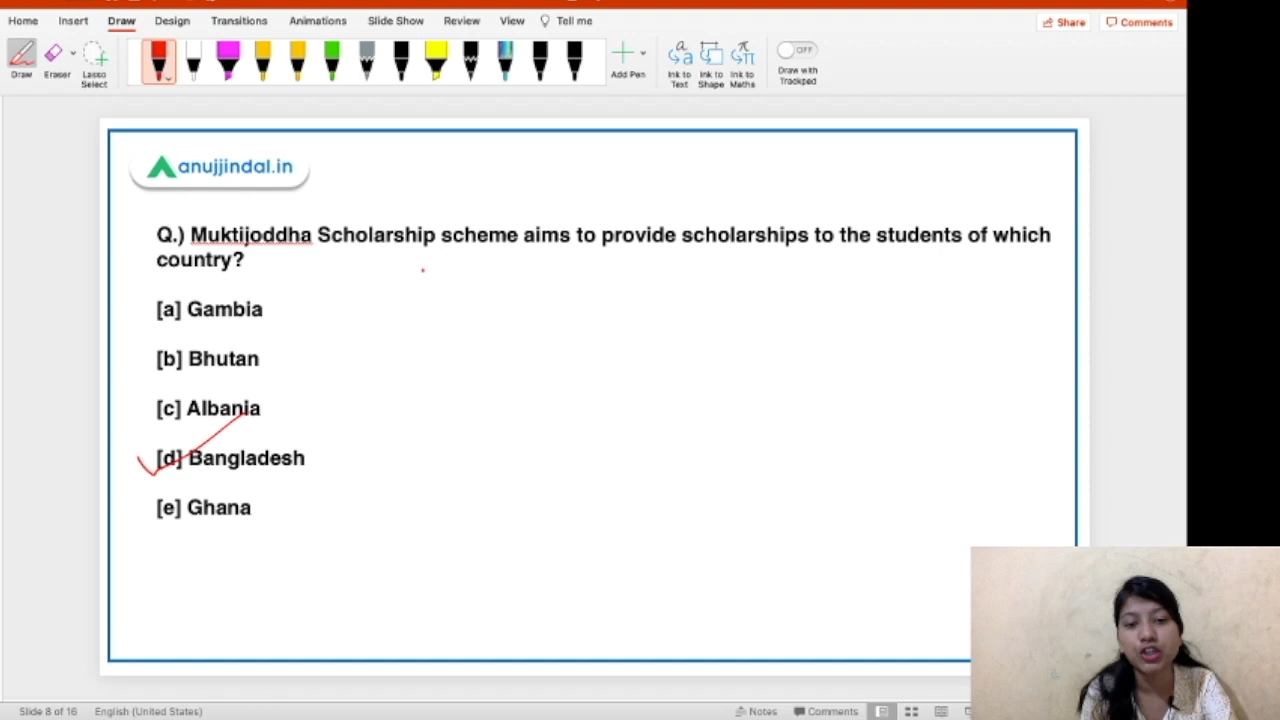 Home Insert Draw Design Transitions Animations Slide Show Review View Tell me Share Comments
Draw Eraser Lasso Select Add Pen Ink to Text Ink to Shape Ink to Maths OFF Draw with Trackpad
anujjindal.in
Q.) Muktijoddha Scholarship scheme aims to provide scholarships to the students of which
country?
[a] Gambia
[b] Bhutan
[c] Albania
[d] Bangladesh
[e] Ghana
Slide 8 of 16 English (United States) Notes Comments